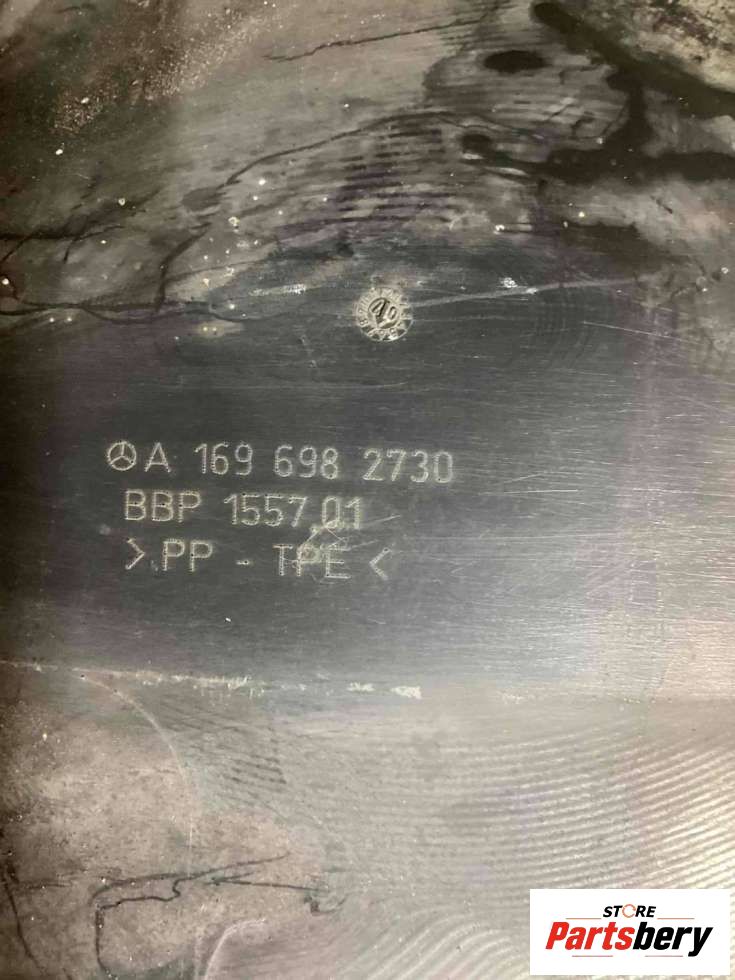 A 169 698 2730
BBP 1557.01
>PP - TPE<
STORE
Partsbery